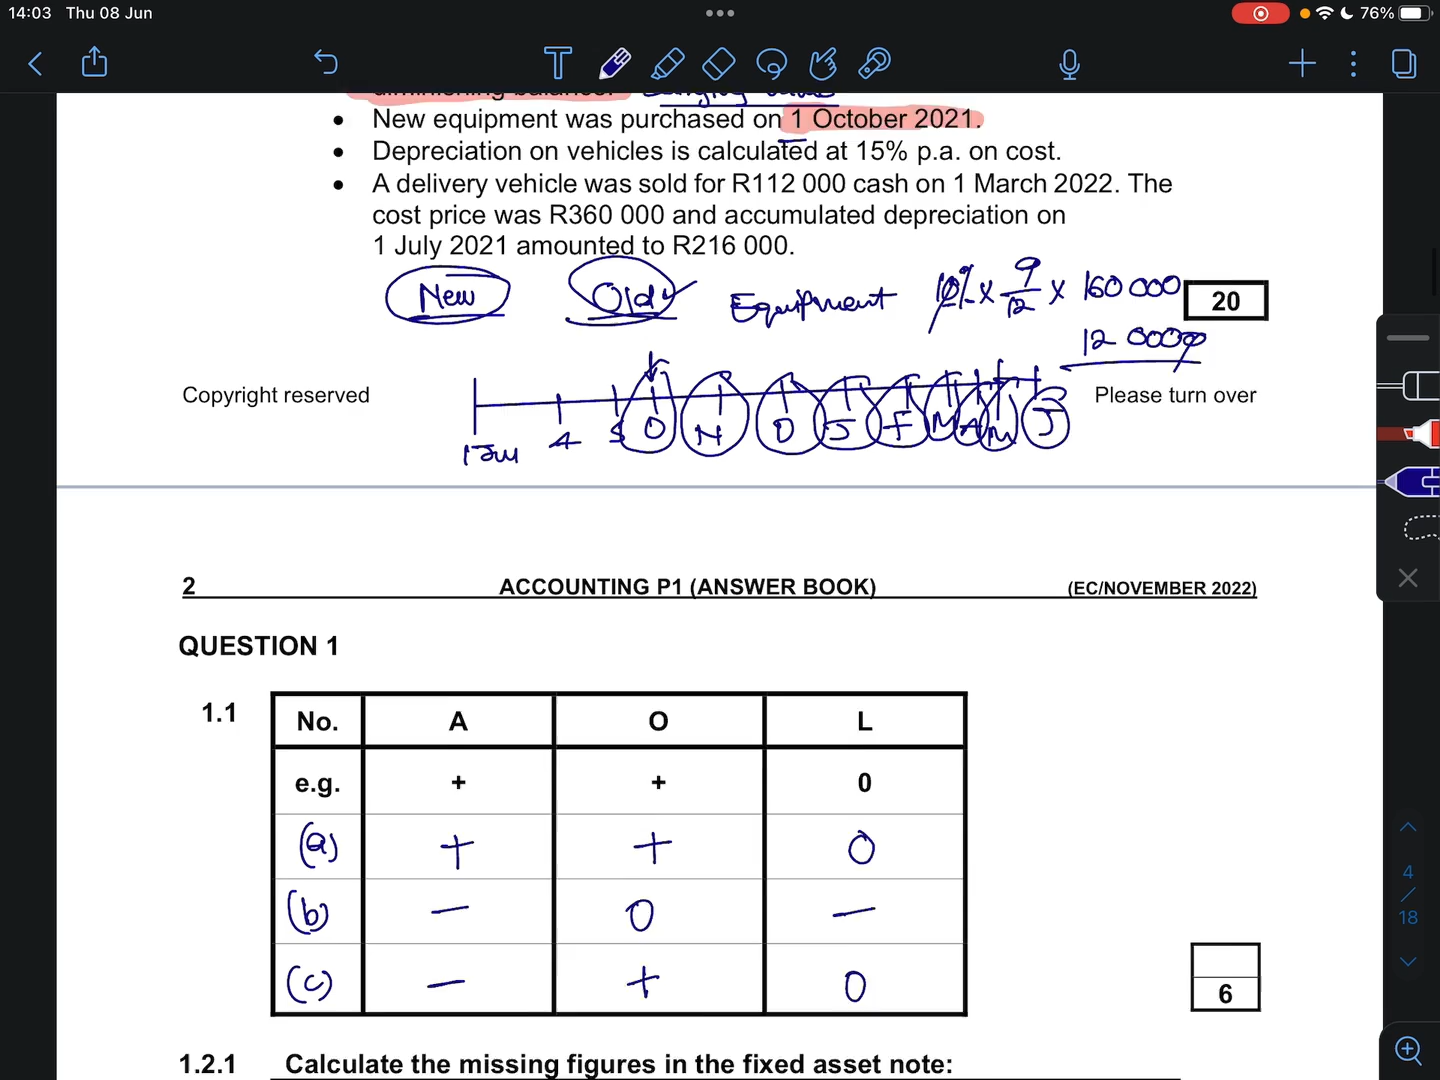 14:03 Thu 08 Jun
76%
T
diminishing balance.
New equipment was purchased on 1 October 2021.
Depreciation on vehicles is calculated at 15% p.a. on cost.
A delivery vehicle was sold for R112 000 cash on 1 March 2022. The
cost price was R360 000 and accumulated depreciation on
1 July 2021 amounted to R216 000.
New Old Equipment 10% x 9/12 x 160 000
20
12 000
Copyright reserved
Please turn over
O N D J F M A M J
2 ACCOUNTING P1 (ANSWER BOOK) (EC/NOVEMBER 2022)
QUESTION 1
1.1 No. A O L
e.g. + + 0
(a) + + 0
(b) — 0 —
(c) — + 0
6
1.2.1 Calculate the missing figures in the fixed asset note:
4
/
18